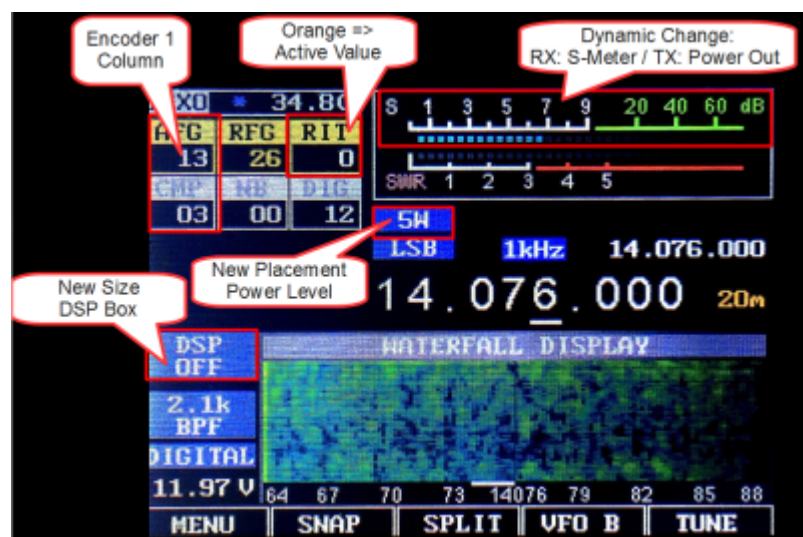 Encoder 1
Column
Orange =>
Active Value
Dynamic Change:
RX: S-Meter / TX: Power Out
S 1 3 5 7 9 20 40 60 dB
AFG RFG RIT
13 26 0
SWR 1 2 3 4 5
CMP NB DIG
03 00 12
5W
LSB 1kHz 14.076.000
New Placement
Power Level
14.076.000 20m
New Size
DSP Box
DSP
OFF
WATERFALL DISPLAY
2.1k
BPF
DIGITAL
11.97 V
64 67 70 73 14076 79 82 85 88
MENU SNAP SPLIT VFO B TUNE